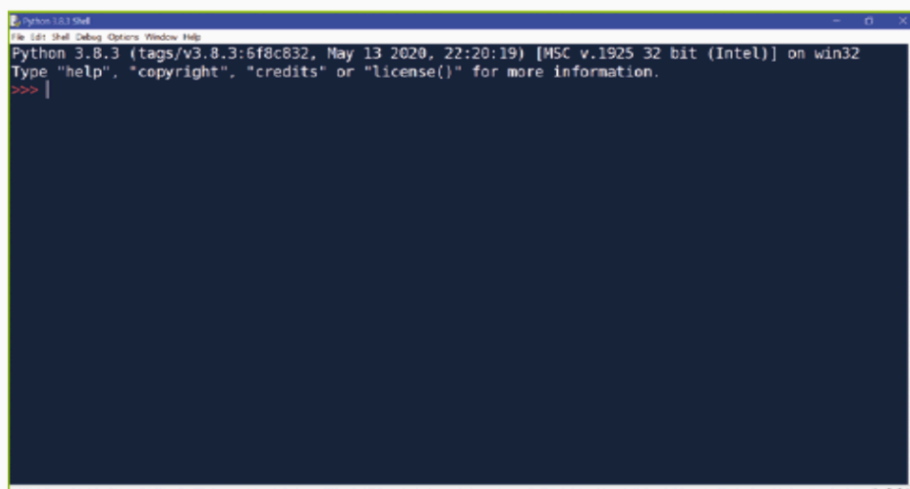 Python 3.8.3 Shell
File Edit Shell Debug Options Window Help
Python 3.8.3 (tags/v3.8.3:6f8c832, May 13 2020, 22:20:19) [MSC v.1925 32 bit (Intel)] on win32
Type "help", "copyright", "credits" or "license()" for more information.
>>>